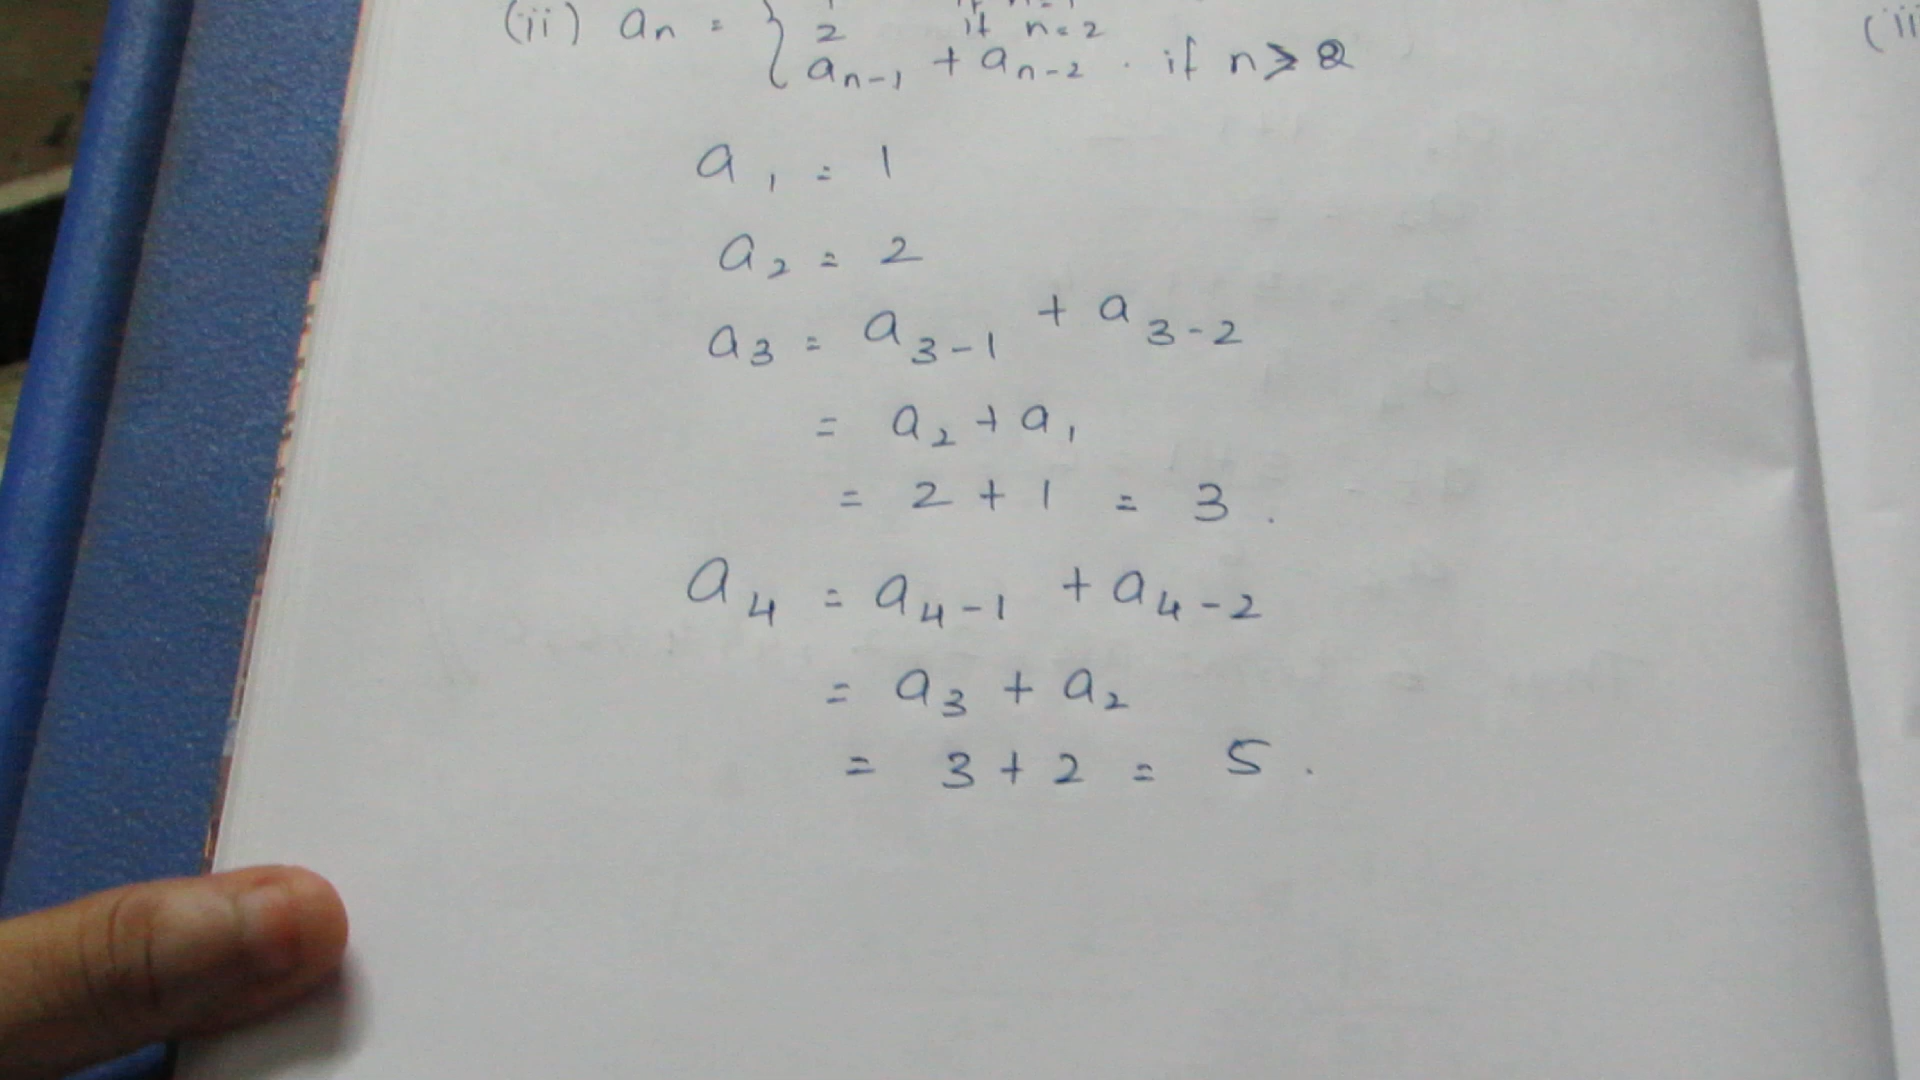 (ii) an = { 2 if n=2
an-1 + an-2 . if n > 2
a1 = 1
a2 = 2
a3 = a3-1 + a3-2
= a2 + a1
= 2 + 1 = 3 .
a4 = a4-1 + a4-2
= a3 + a2
= 3 + 2 = 5 .